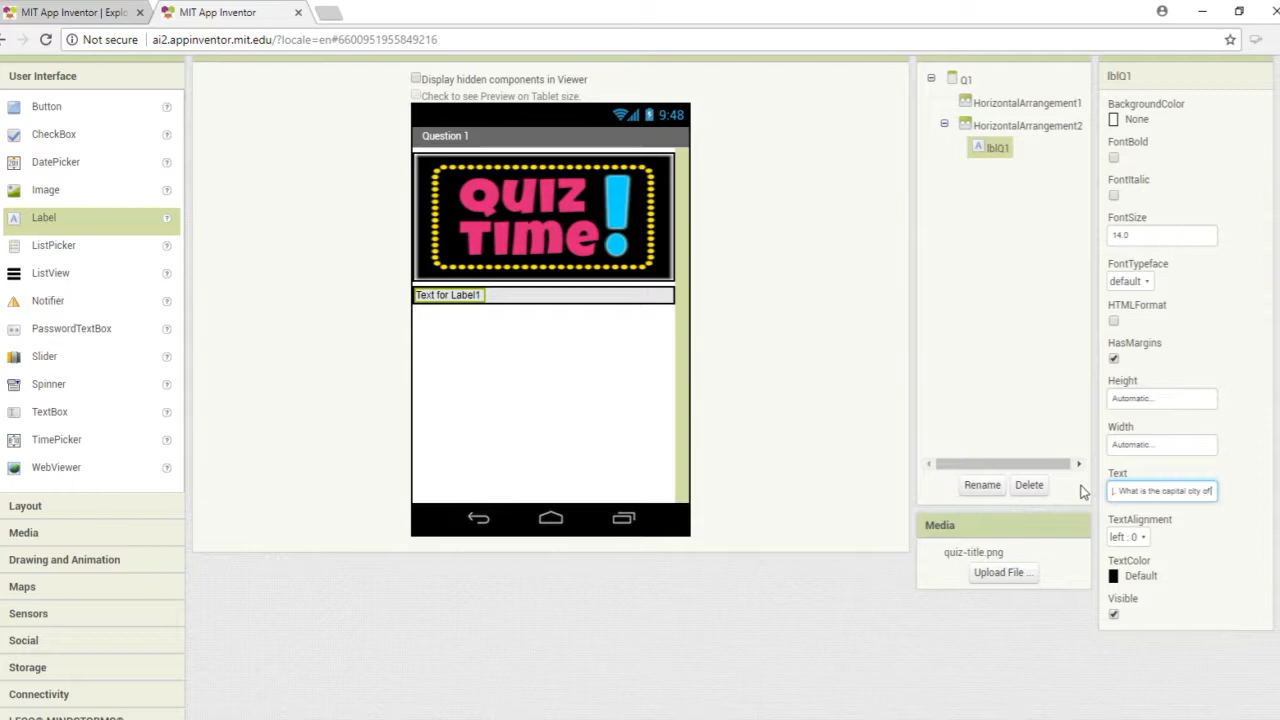 MIT App Inventor | Explo
MIT App Inventor
Not secure
ai2.appinventor.mit.edu/?locale=en#6600951955849216
User Interface
Button
CheckBox
DatePicker
Image
Label
ListPicker
ListView
Notifier
PasswordTextBox
Slider
Spinner
TextBox
TimePicker
WebViewer
Layout
Media
Drawing and Animation
Maps
Sensors
Social
Storage
Connectivity
LEGO® MINDSTORMS®
Display hidden components in Viewer
Check to see Preview on Tablet size.
9:48
Question 1
QUIZ
TIME!
Text for Label1
Q1
HorizontalArrangement1
HorizontalArrangement2
lblQ1
Rename
Delete
Media
quiz-title.png
Upload File ...
lblQ1
BackgroundColor
None
FontBold
FontItalic
FontSize
14.0
FontTypeface
default
HTMLFormat
HasMargins
Height
Automatic...
Width
Automatic...
Text
. What is the capital city of
TextAlignment
left : 0
TextColor
Default
Visible